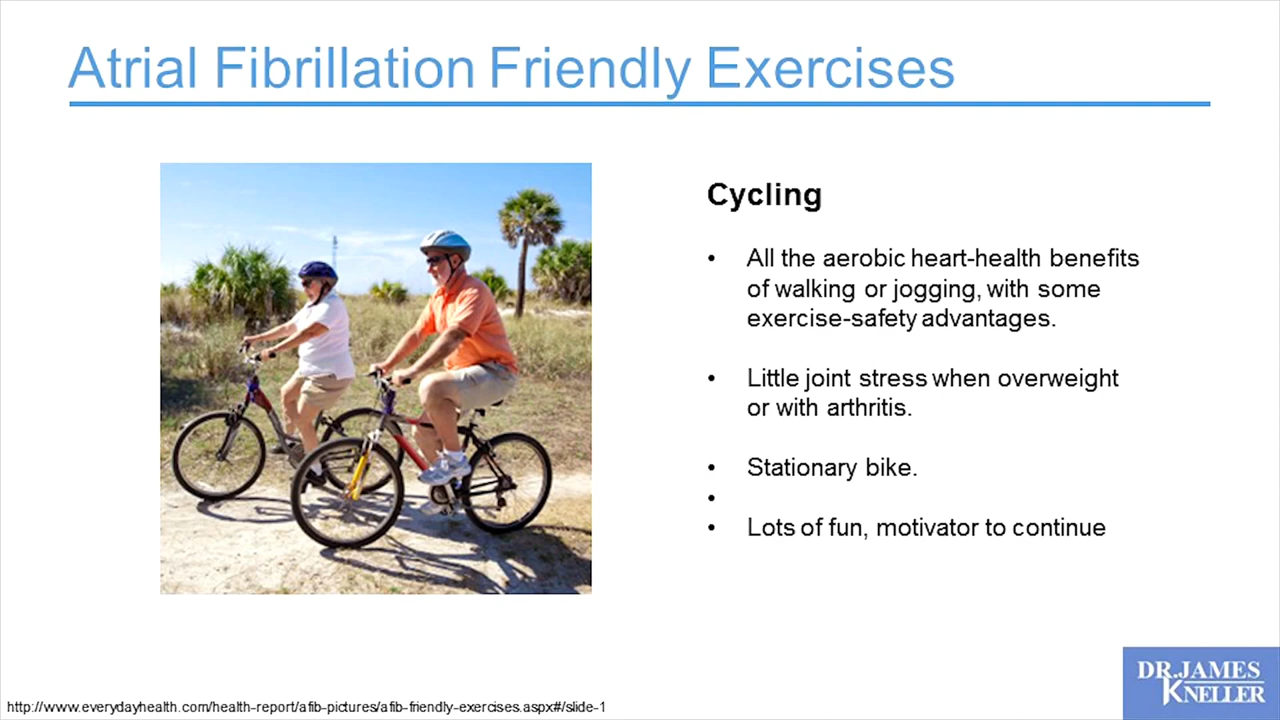 Atrial Fibrillation Friendly Exercises
Cycling
• All the aerobic heart-health benefits
of walking or jogging, with some
exercise-safety advantages.
• Little joint stress when overweight
or with arthritis.
• Stationary bike.
•
• Lots of fun, motivator to continue
DR.JAMES
KNELLER
http://www.everydayhealth.com/health-report/afib-pictures/afib-friendly-exercises.aspx#/slide-1